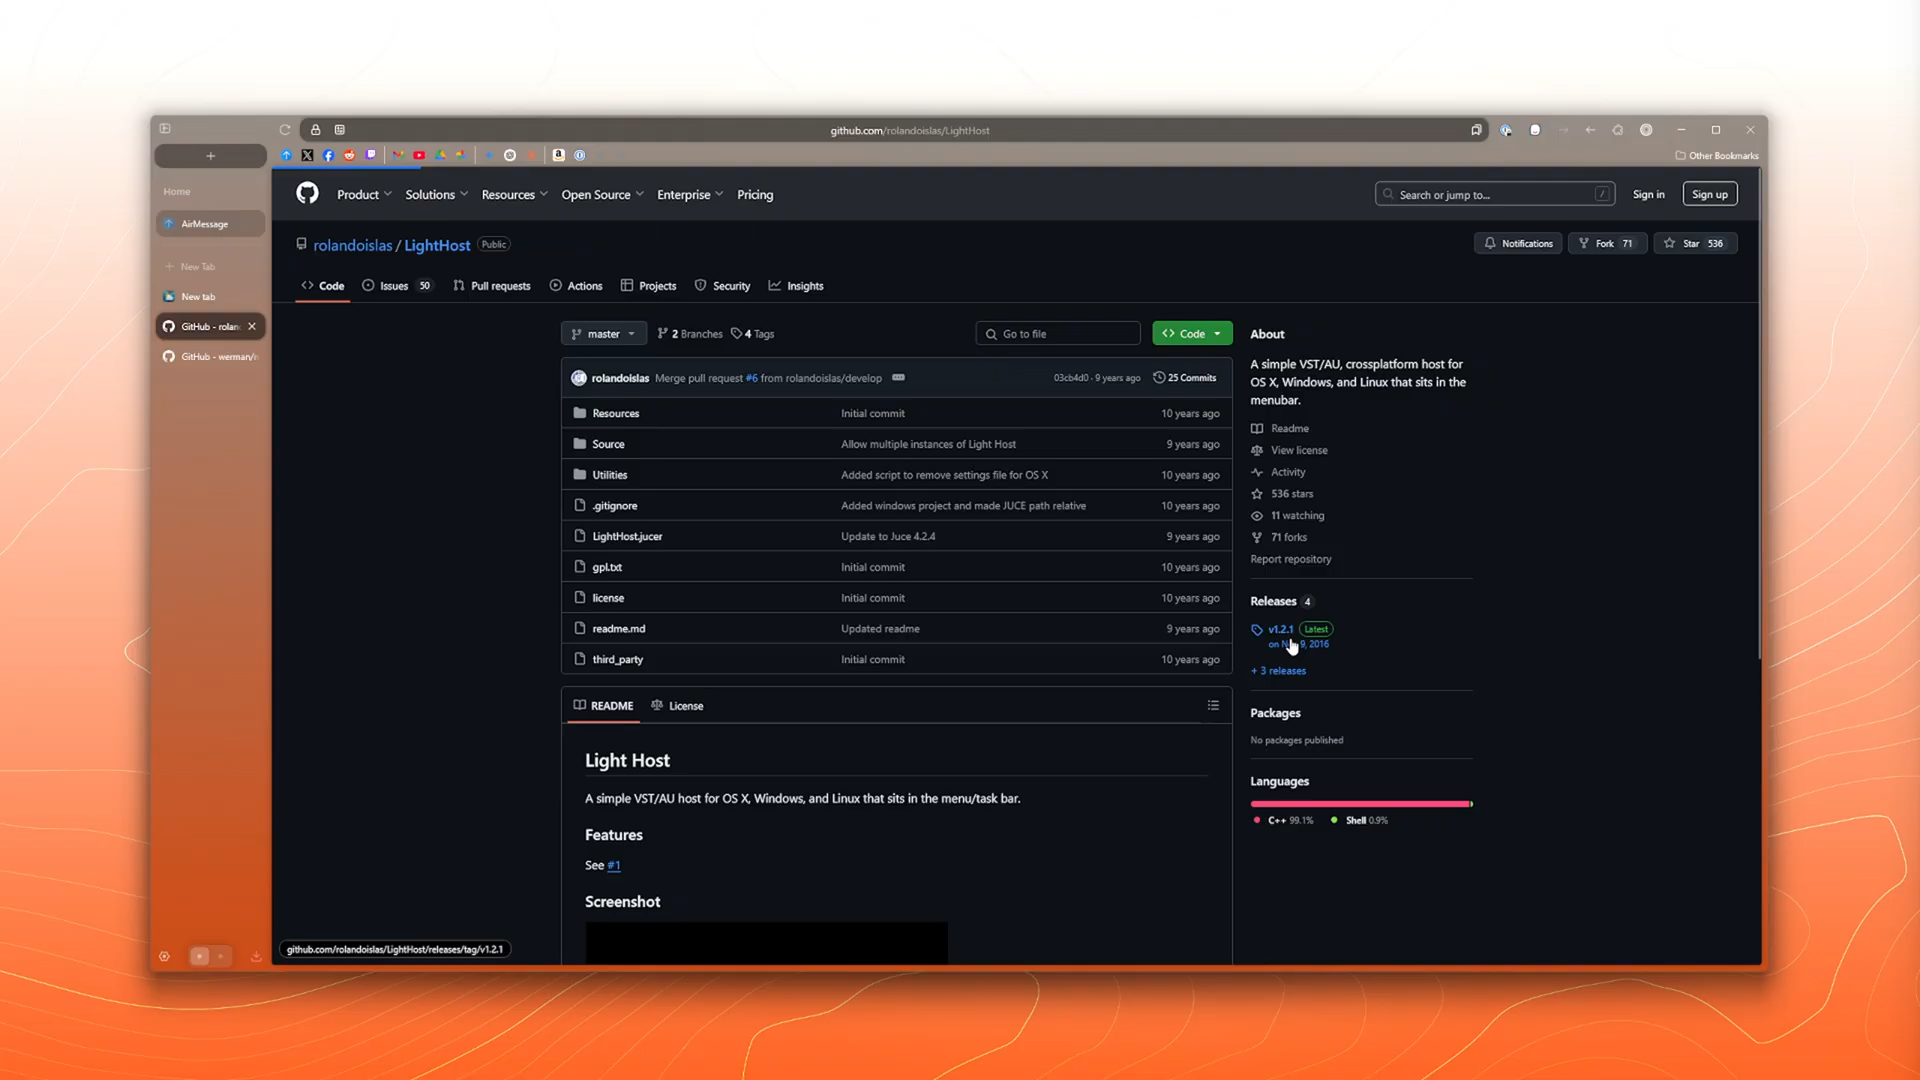 github.com/rolandoislas/LightHost
Other Bookmarks
Home
AirMessage
New Tab
New tab
GitHub - rolan
GitHub - werman/n
Product
Solutions
Resources
Open Source
Enterprise
Pricing
Search or jump to...
/
Sign in
Sign up
rolandoislas / LightHost
Public
Notifications
Fork 71
Star 536
Code
Issues 50
Pull requests
Actions
Projects
Security
Insights
master
2 Branches
4 Tags
Go to file
Code
rolandoislas Merge pull request #6 from rolandoislas/develop
03cb4d0 · 9 years ago
25 Commits
Resources Initial commit 10 years ago
Source Allow multiple instances of Light Host 9 years ago
Utilities Added script to remove settings file for OS X 10 years ago
.gitignore Added windows project and made JUCE path relative 10 years ago
LightHost.jucer Update to Juce 4.2.4 9 years ago
gpl.txt Initial commit 10 years ago
license Initial commit 10 years ago
readme.md Updated readme 9 years ago
third_party Initial commit 10 years ago
README
License
Light Host
A simple VST/AU host for OS X, Windows, and Linux that sits in the menu/task bar.
Features
See #1
Screenshot
About
A simple VST/AU, crossplatform host for
OS X, Windows, and Linux that sits in the
menubar.
Readme
View license
Activity
536 stars
11 watching
71 forks
Report repository
Releases 4
v1.2.1 Latest
on 9, 2016
+ 3 releases
Packages
No packages published
Languages
C++ 99.1%
Shell 0.9%
github.com/rolandoislas/LightHost/releases/tag/v1.2.1